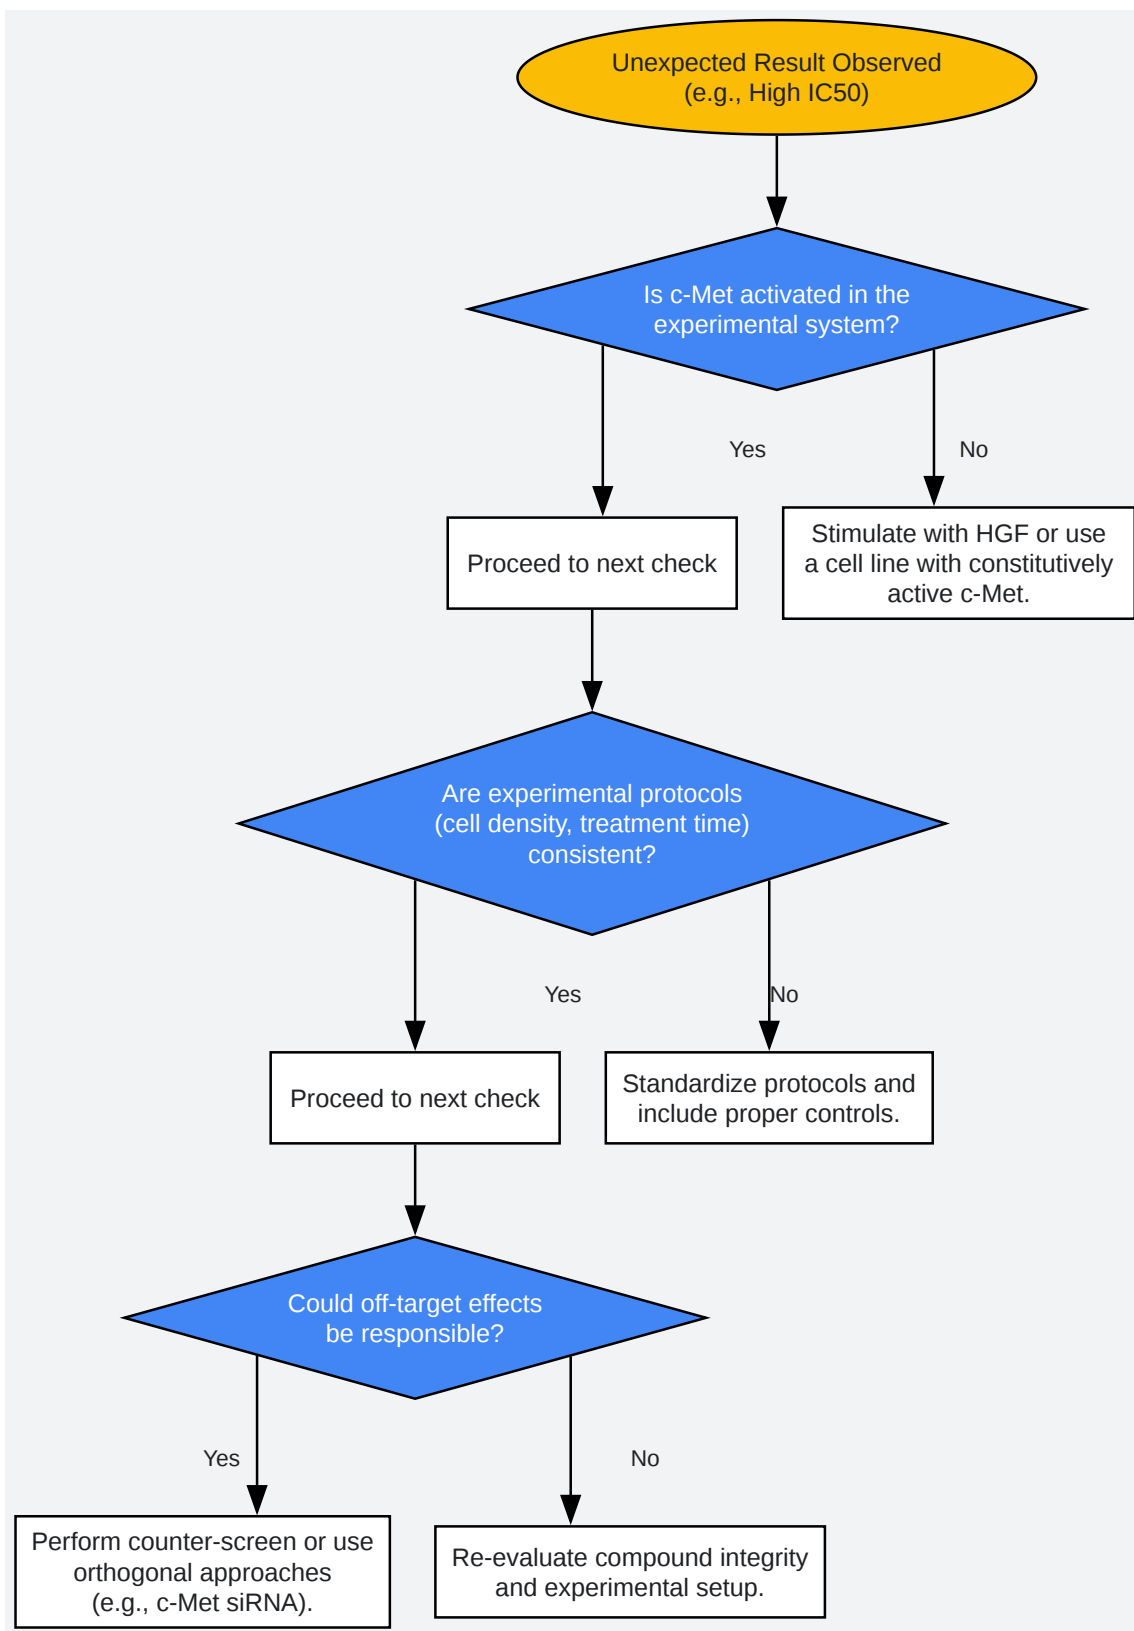 Unexpected Result Observed
(e.g., High IC50)
Is c-Met activated in the
experimental system?
Yes
No
Proceed to next check
Stimulate with HGF or use
a cell line with constitutively
active c-Met.
Are experimental protocols
(cell density, treatment time)
consistent?
Yes
No
Proceed to next check
Standardize protocols and
include proper controls.
Could off-target effects
be responsible?
Yes
No
Perform counter-screen or use
orthogonal approaches
(e.g., c-Met siRNA).
Re-evaluate compound integrity
and experimental setup.